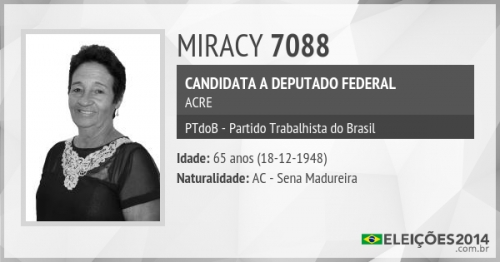 MIRACY 7088
CANDIDATA A DEPUTADO FEDERAL
ACRE
PTdoB - Partido Trabalhista do Brasil
Idade: 65 anos (18-12-1948)
Naturalidade: AC - Sena Madureira
ELEIÇÕES2014
.com.br